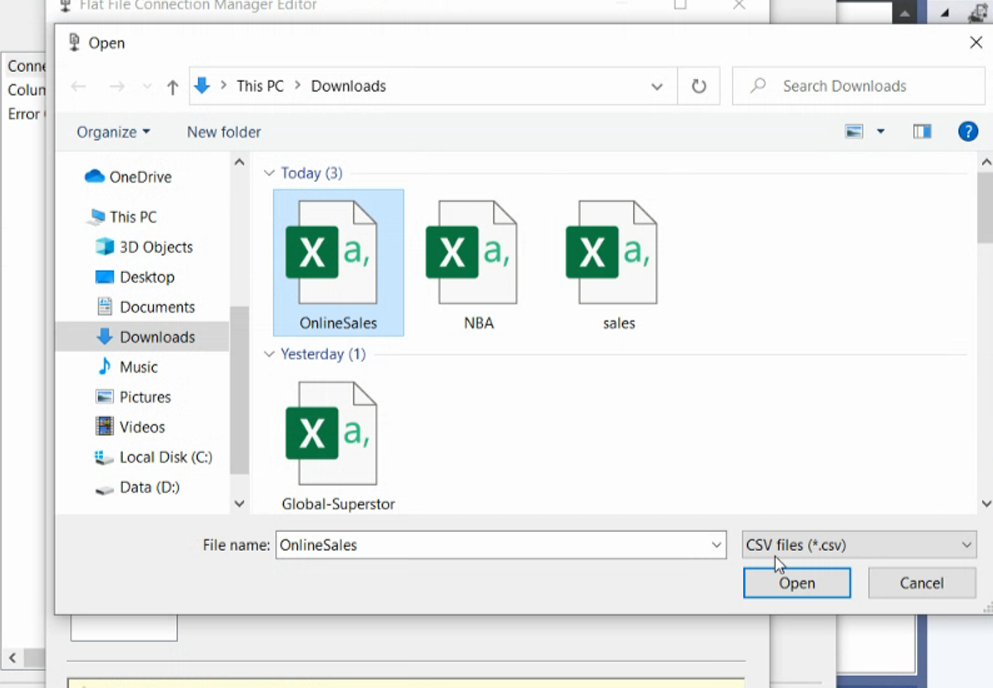 Flat File Connection Manager Editor
Open
Conne
Colum
Error
This PC > Downloads
Search Downloads
Organize
New folder
OneDrive
This PC
3D Objects
Desktop
Documents
Downloads
Music
Pictures
Videos
Local Disk (C:)
Data (D:)
Today (3)
X a,
X a,
X a,
OnlineSales
NBA
sales
Yesterday (1)
X a,
Global-Superstor
File name:
OnlineSales
CSV files (*.csv)
Open
Cancel